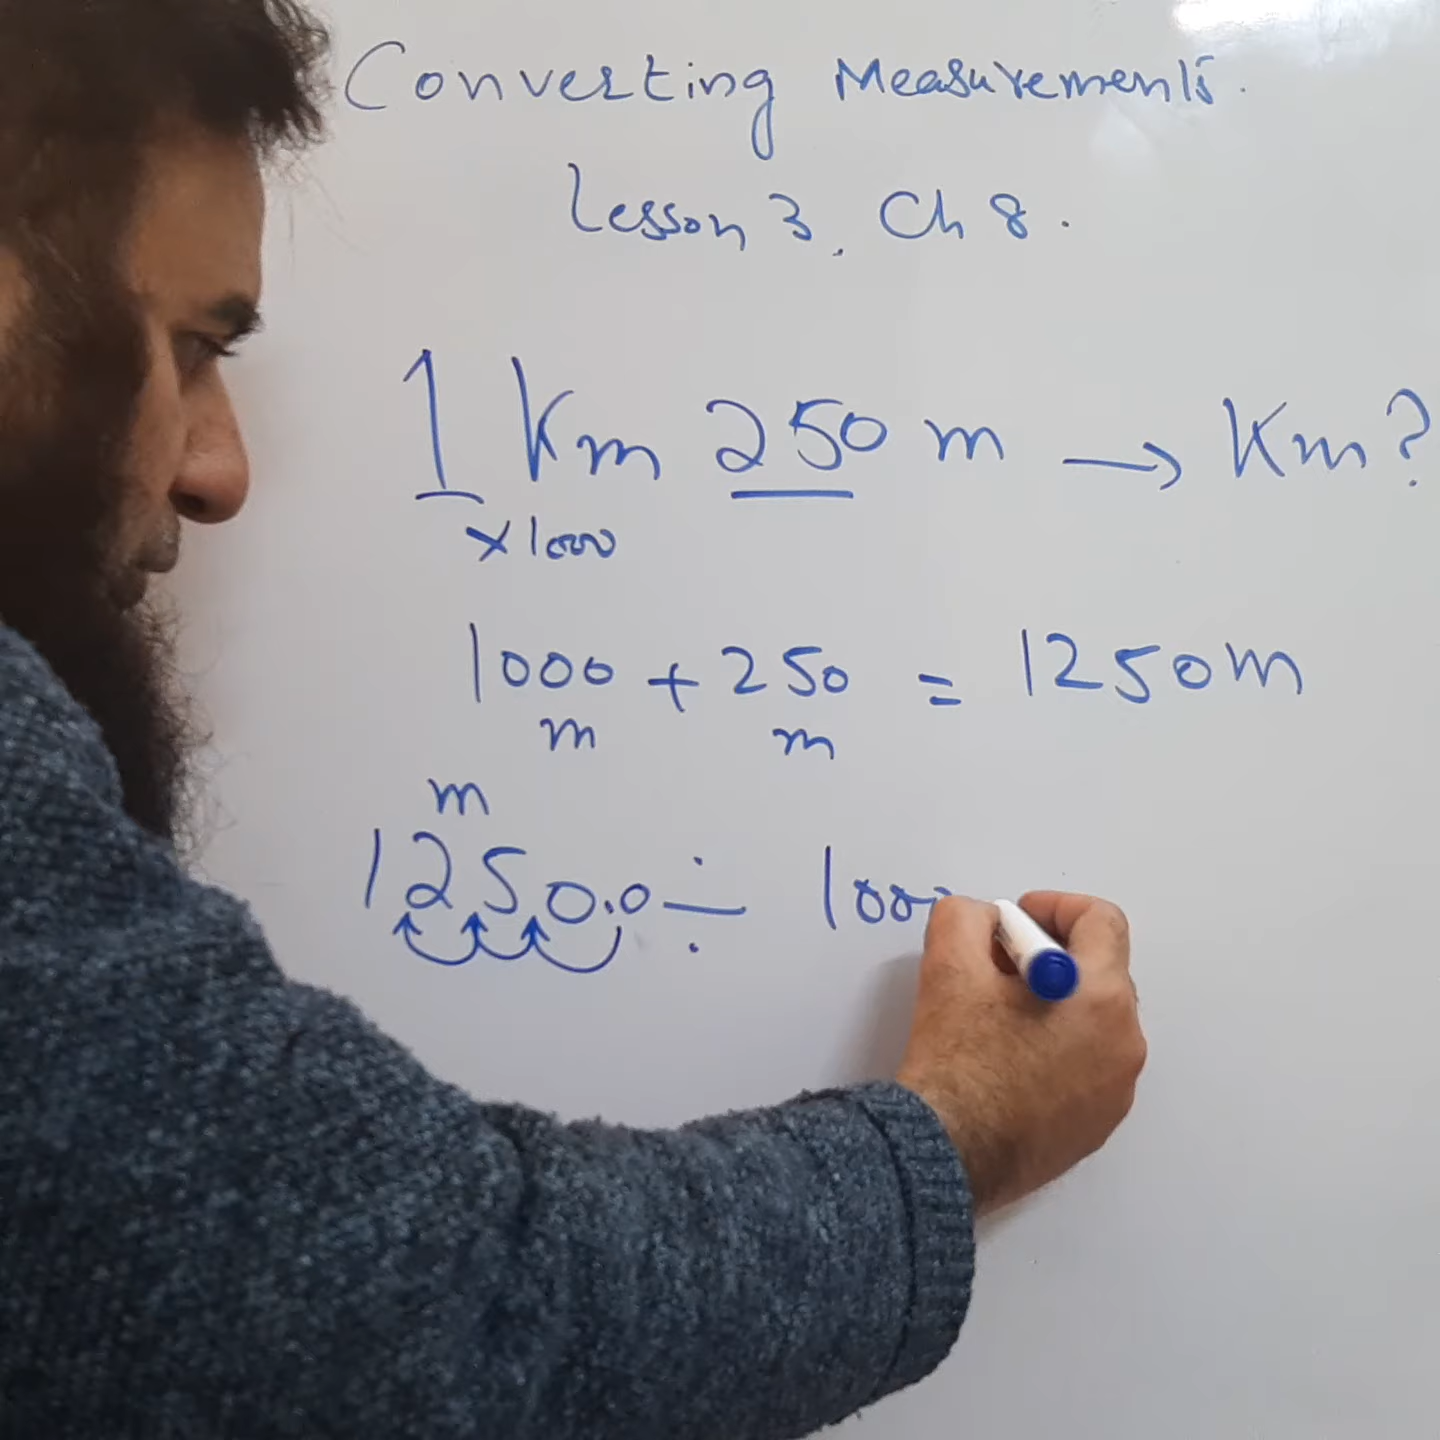 Converting Measurements.
Lesson 3, Ch 8.
1 Km 250 m → Km?
×1000
1000 + 250 = 1250m
m m
m
1250.0 ÷ 100